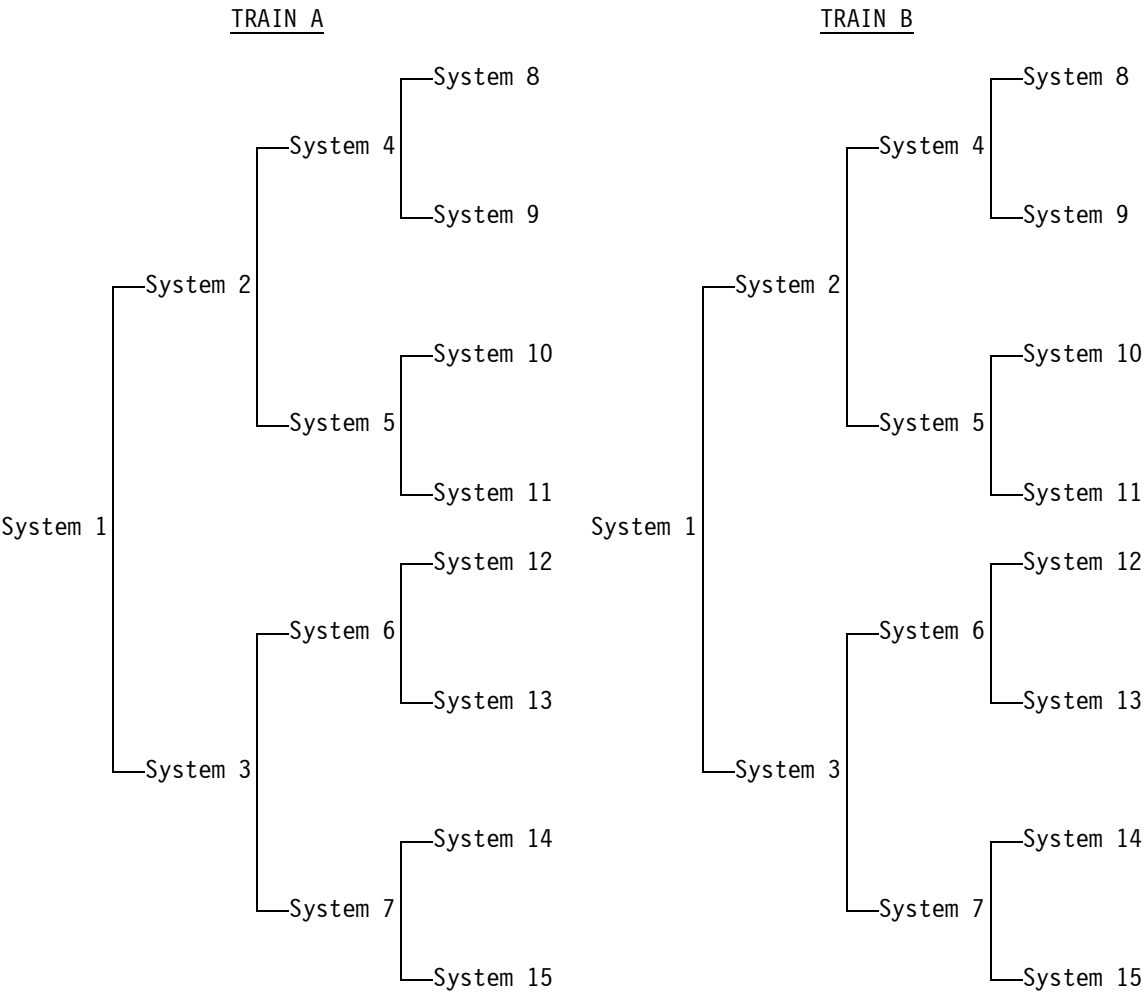 TRAIN A
System 8
System 4
System 9
System 2
System 10
System 5
System 11
System 1
System 12
System 6
System 13
System 3
System 14
System 7
System 15
TRAIN B
System 8
System 4
System 9
System 2
System 10
System 5
System 11
System 1
System 12
System 6
System 13
System 3
System 14
System 7
System 15